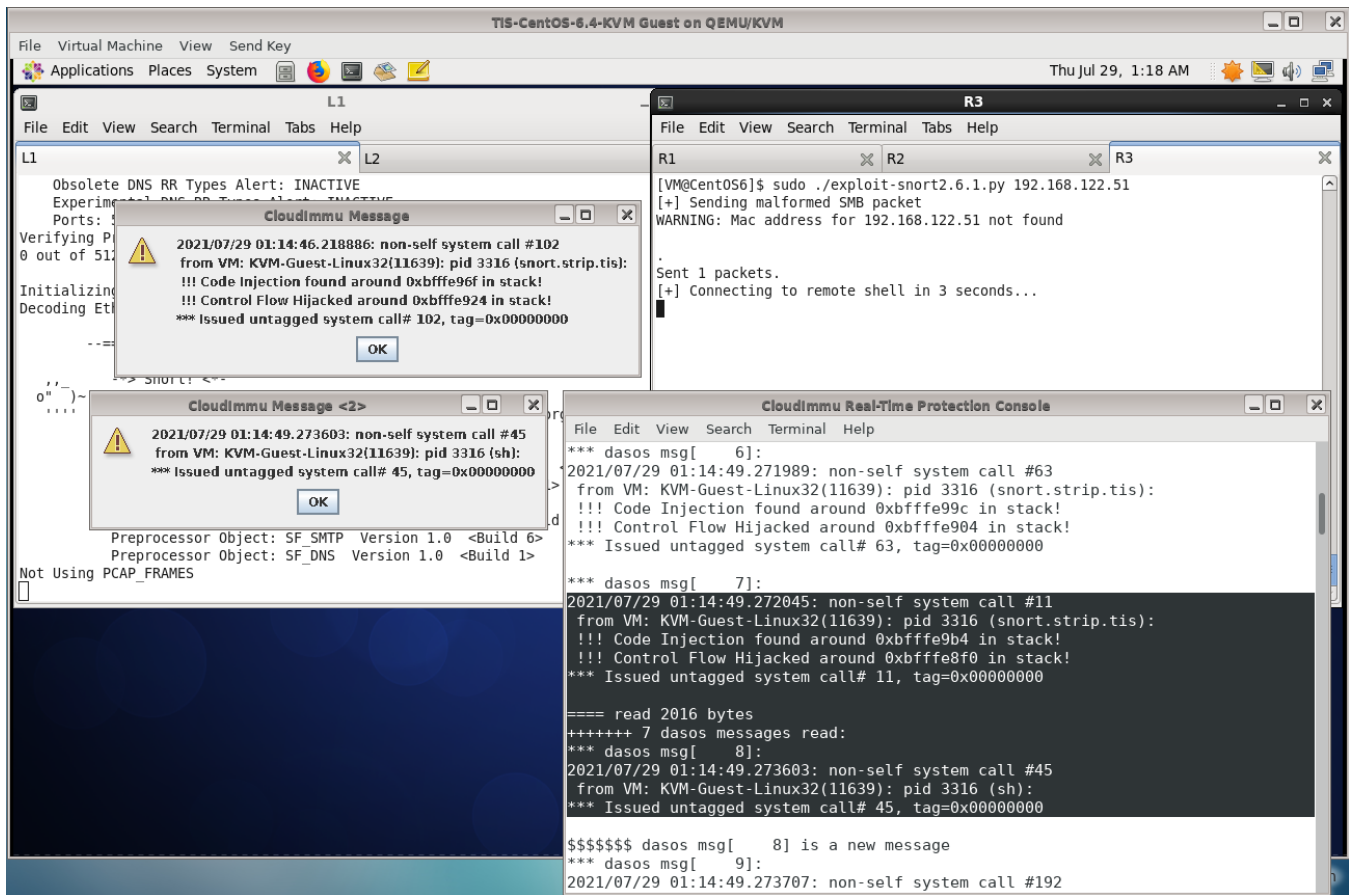 TIS-CentOS-6.4-KVM Guest on QEMU/KVM
File Virtual Machine View Send Key
Applications Places System
Thu Jul 29, 1:18 AM
L1
File Edit View Search Terminal Tabs Help
L1
L2
Obsolete DNS RR Types Alert: INACTIVE
Experimental DNS RR Types Alert: INACTIVE
Ports: 5
Verifying Pr
0 out of 512
Initializing
Decoding Eth
--==
,,_ -*> Snort! <*-
o" )~
''''
org
1>
ld
Preprocessor Object: SF_SMTP Version 1.0 <Build 6>
Preprocessor Object: SF_DNS Version 1.0 <Build 1>
Not Using PCAP_FRAMES
CloudImmu Message
2021/07/29 01:14:46.218886: non-self system call #102
from VM: KVM-Guest-Linux32(11639): pid 3316 (snort.strip.tis):
!!! Code Injection found around 0xbfffe96f in stack!
!!! Control Flow Hijacked around 0xbfffe924 in stack!
*** Issued untagged system call# 102, tag=0x00000000
OK
CloudImmu Message <2>
2021/07/29 01:14:49.273603: non-self system call #45
from VM: KVM-Guest-Linux32(11639): pid 3316 (sh):
*** Issued untagged system call# 45, tag=0x00000000
OK
R3
File Edit View Search Terminal Tabs Help
R1
R2
R3
[VM@CentOS6]$ sudo ./exploit-snort2.6.1.py 192.168.122.51
[+] Sending malformed SMB packet
WARNING: Mac address for 192.168.122.51 not found
.
Sent 1 packets.
[+] Connecting to remote shell in 3 seconds...
CloudImmu Real-Time Protection Console
File Edit View Search Terminal Help
*** dasos msg[ 6]:
2021/07/29 01:14:49.271989: non-self system call #63
from VM: KVM-Guest-Linux32(11639): pid 3316 (snort.strip.tis):
!!! Code Injection found around 0xbfffe99c in stack!
!!! Control Flow Hijacked around 0xbfffe904 in stack!
*** Issued untagged system call# 63, tag=0x00000000
*** dasos msg[ 7]:
2021/07/29 01:14:49.272045: non-self system call #11
from VM: KVM-Guest-Linux32(11639): pid 3316 (snort.strip.tis):
!!! Code Injection found around 0xbfffe9b4 in stack!
!!! Control Flow Hijacked around 0xbfffe8f0 in stack!
*** Issued untagged system call# 11, tag=0x00000000
==== read 2016 bytes
+++++++ 7 dasos messages read:
*** dasos msg[ 8]:
2021/07/29 01:14:49.273603: non-self system call #45
from VM: KVM-Guest-Linux32(11639): pid 3316 (sh):
*** Issued untagged system call# 45, tag=0x00000000
$$$$$$$ dasos msg[ 8] is a new message
*** dasos msg[ 9]:
2021/07/29 01:14:49.273707: non-self system call #192